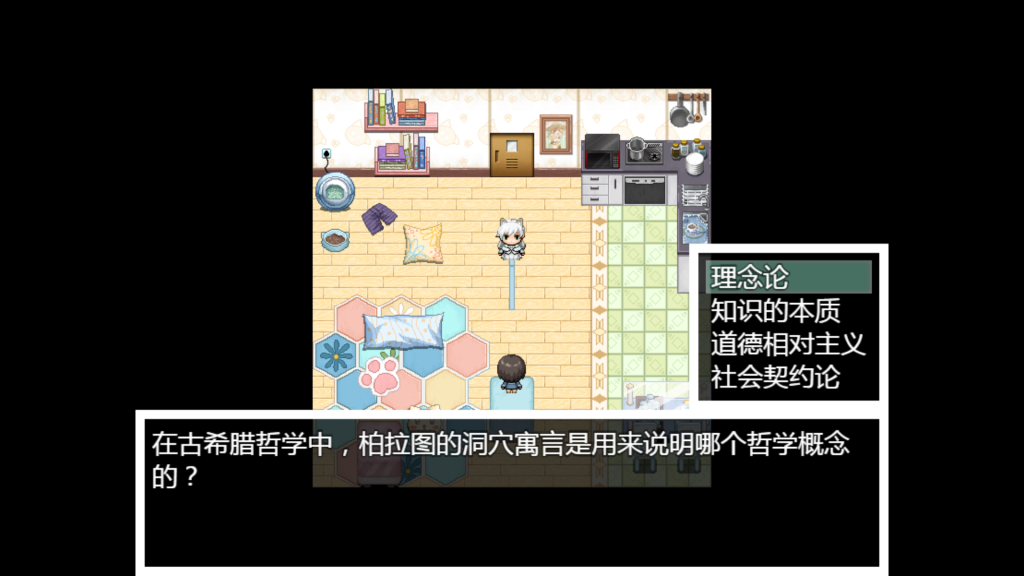 理念论
知识的本质
道德相对主义
社会契约论
在古希腊哲学中，柏拉图的洞穴寓言是用来说明哪个哲学概念
的？